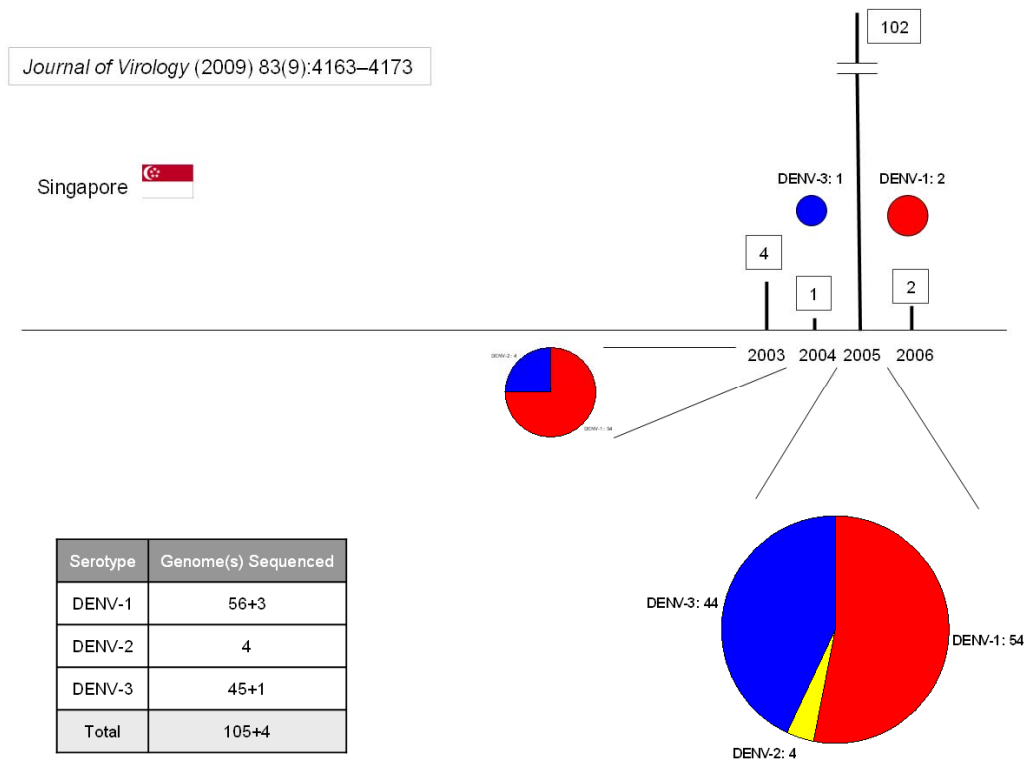 102
Journal of Virology (2009) 83(9):4163–4173
Singapore
DENV-3: 1
DENV-1: 2
4
1
2
2003 2004 2005 2006
DENV-2: 4
DENV-1: 54
Serotype Genome(s) Sequenced
DENV-1 56+3
DENV-2 4
DENV-3 45+1
Total 105+4
DENV-3: 44
DENV-1: 54
DENV-2: 4